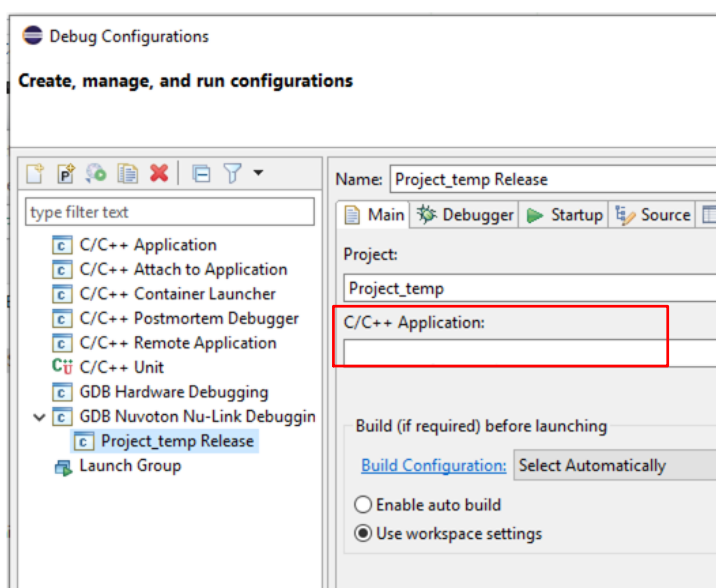 Debug Configurations
Create, manage, and run configurations
type filter text
C/C++ Application
C/C++ Attach to Application
C/C++ Container Launcher
C/C++ Postmortem Debugger
C/C++ Remote Application
C/C++ Unit
GDB Hardware Debugging
GDB Nuvoton Nu-Link Debuggin
Project_temp Release
Launch Group
Name: Project_temp Release
Main Debugger Startup Source
Project:
Project_temp
C/C++ Application:
Build (if required) before launching
Build Configuration: Select Automatically
Enable auto build
Use workspace settings